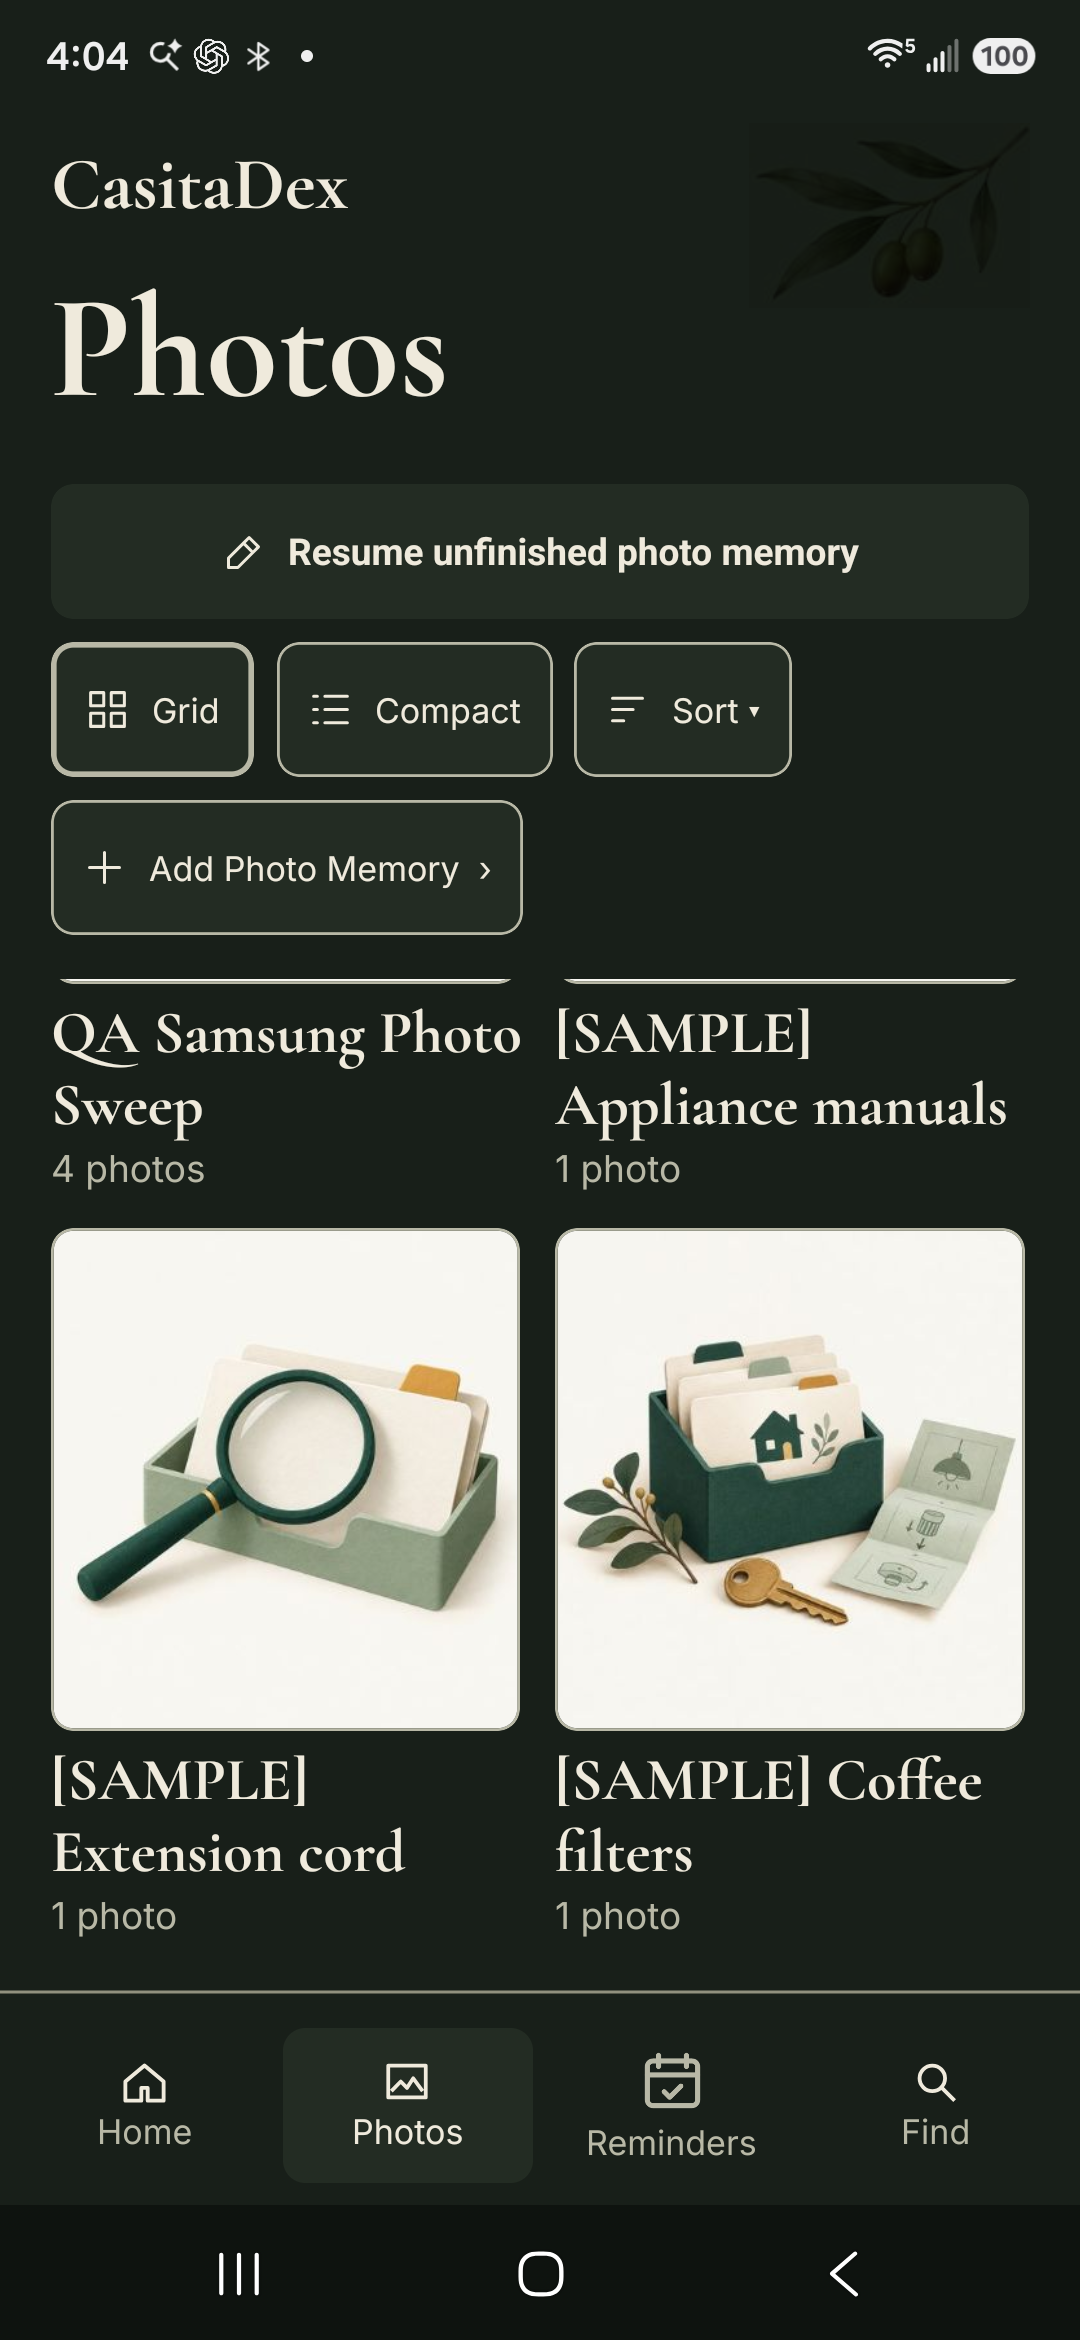 4:04
5
100
CasitaDex
Photos
Resume unfinished photo memory
Grid
Compact
Sort ▾
Add Photo Memory ›
QA Samsung Photo
Sweep
4 photos
[SAMPLE]
Appliance manuals
1 photo
[SAMPLE]
Extension cord
1 photo
[SAMPLE] Coffee
filters
1 photo
Home
Photos
Reminders
Find